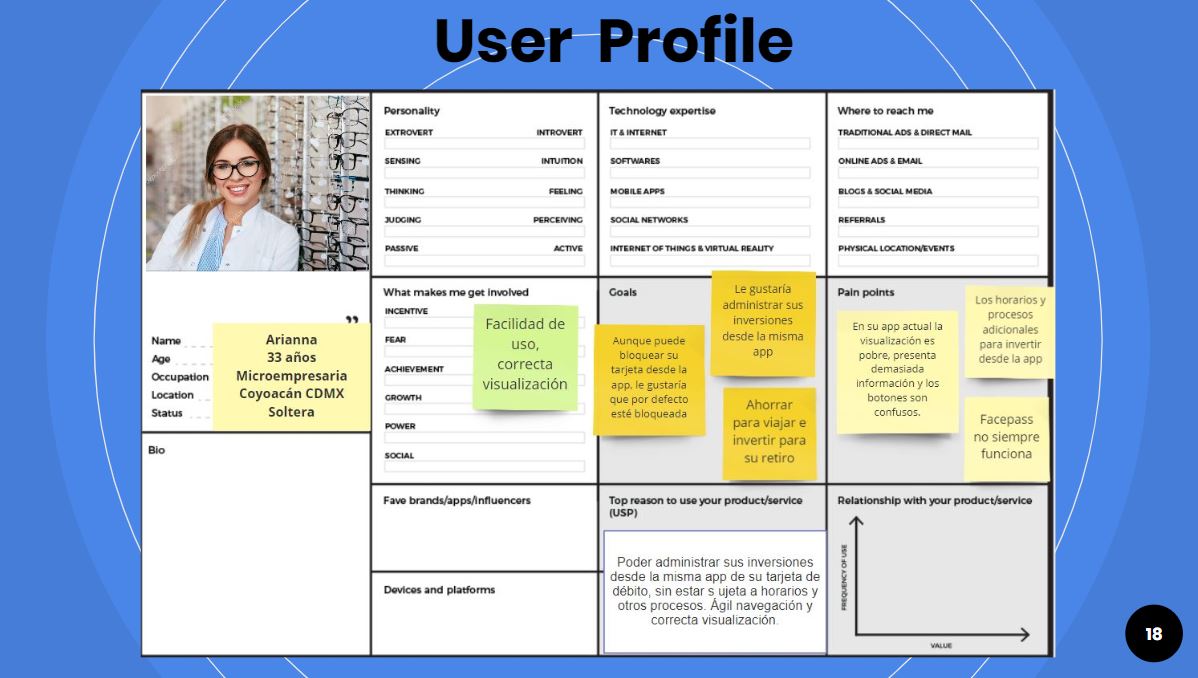 User Profile
Personality
EXTROVERT INTROVERT
SENSING INTUITION
THINKING FEELING
JUDGING PERCEIVING
PASSIVE ACTIVE
Technology expertise
IT & INTERNET
SOFTWARES
MOBILE APPS
SOCIAL NETWORKS
INTERNET OF THINGS & VIRTUAL REALITY
Where to reach me
TRADITIONAL ADS & DIRECT MAIL
ONLINE ADS & EMAIL
BLOGS & SOCIAL MEDIA
REFERRALS
PHYSICAL LOCATION/EVENTS
”
Name
Age
Occupation
Location
Status
Arianna
33 años
Microempresaria
Coyoacán CDMX
Soltera
Bio
What makes me get involved
INCENTIVE
FEAR
ACHIEVEMENT
GROWTH
POWER
SOCIAL
Facilidad de
uso,
correcta
visualización
Goals
Aunque puede
bloquear su
tarjeta desde la
app, le gustaría
que por defecto
esté bloqueada
Le gustaría
administrar sus
inversiones
desde la misma
app
Ahorrar
para viajar e
invertir para
su retiro
Pain points
En su app actual la
visualización es
pobre, presenta
demasiada
información y los
botones son
confusos.
Los horarios y
procesos
adicionales
para invertir
desde la app
Facepass
no siempre
funciona
Fave brands/apps/influencers
Devices and platforms
Top reason to use your product/service
(USP)
Poder administrar sus inversiones
desde la misma app de su tarjeta de
débito, sin estar s ujeta a horarios y
otros procesos. Ágil navegación y
correcta visualización.
Relationship with your product/service
FREQUENCY OF USE
VALUE
18